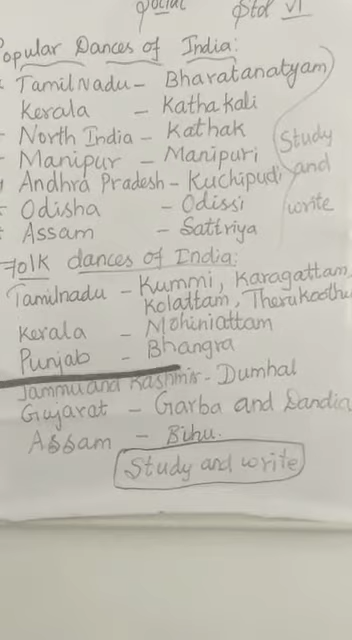 Social Std VI
Popular Dances of India:
Tamil Nadu - Bharatanatyam
Kerala - Kathakali
North India - Kathak
Manipur - Manipuri
Andhra Pradesh - Kuchipudi
Odisha - Odissi
Assam - Sattriya
Study
and
write
Folk dances of India:
Tamilnadu - Kummi, Karagattam,
Kolattam, Therukoothu
Kerala - Mohiniattam
Punjab - Bhangra
Jammu and Kashmir - Dumhal
Gujarat - Garba and Dandia
Assam - Bihu.
Study and write